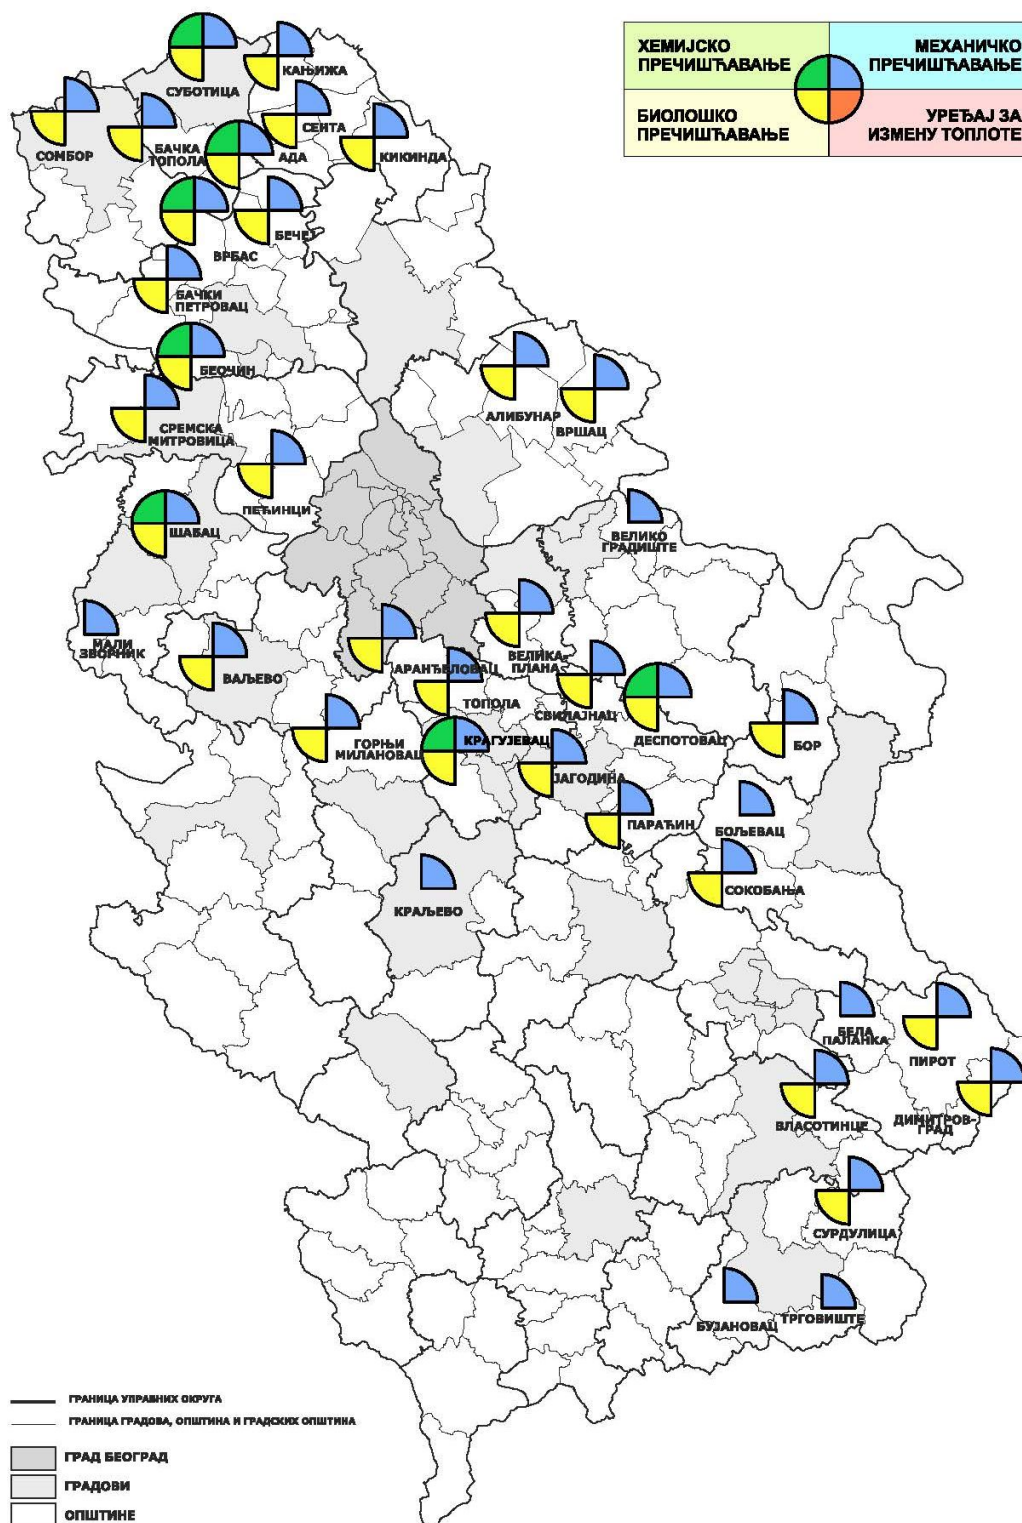 ХЕМИЈСКО
ПРЕЧИШЋАВАЊЕ
МЕХАНИЧКО
ПРЕЧИШЋАВАЊЕ
БИОЛОШКО
ПРЕЧИШЋАВАЊЕ
УРЕЂАЈ ЗА
ИЗМЕНУ ТОПЛОТЕ
СУБОТИЦА
КАЊИЖА
СОМБОР
БАЧКА
ТОПОЛА
АДА
СЕНТА
КИКИНДА
ВРБАС
БЕЧЕЈ
БАЧКИ
ПЕТРОВАЦ
БЕОЧИН
СРЕМСКА
МИТРОВИЦА
АЛИБУНАР
ВРШАЦ
ПЕЋИНЦИ
ШАБАЦ
ВЕЛИКО
ГРАДИШТЕ
МАЛИ
ЗВОРНИК
ВАЉЕВО
АРАНЂЕЛОВАЦ
ВЕЛИКА
ПЛАНА
ТОПОЛА
СВИЛАЈНАЦ
ДЕСПОТОВАЦ
ГОРЊИ
МИЛАНОВАЦ
КРАГУЈЕВАЦ
ЈАГОДИНА
БОР
ПАРАЋИН
БОЉЕВАЦ
СОКОБАЊА
КРАЉЕВО
БЕЛА
ПАЛАНКА
ПИРОТ
ВЛАСОТИНЦЕ
ДИМИТРОВ-
ГРАД
СУРДУЛИЦА
БУЈАНОВАЦ
ТРГОВИШТЕ
ГРАНИЦА УПРАВНИХ ОКРУГА
ГРАНИЦА ГРАДОВА, ОПШТИНА И ГРАДСКИХ ОПШТИНА
ГРАД БЕОГРАД
ГРАДОВИ
ОПШТИНЕ